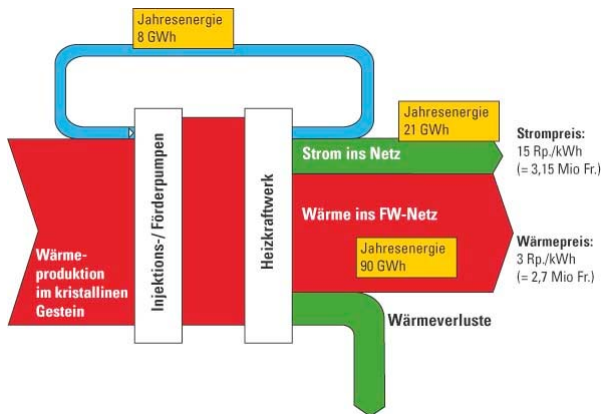 Jahresenergie
8 GWh
Jahresenergie
21 GWh
Strompreis:
15 Rp./kWh
(= 3,15 Mio Fr.)
Strom ins Netz
Injektions-/ Förderpumpen
Heizkraftwerk
Wärme ins FW-Netz
Wärme-
produktion
im kristallinen
Gestein
Jahresenergie
90 GWh
Wärmepreis:
3 Rp./kWh
(= 2,7 Mio Fr.)
Wärmeverluste